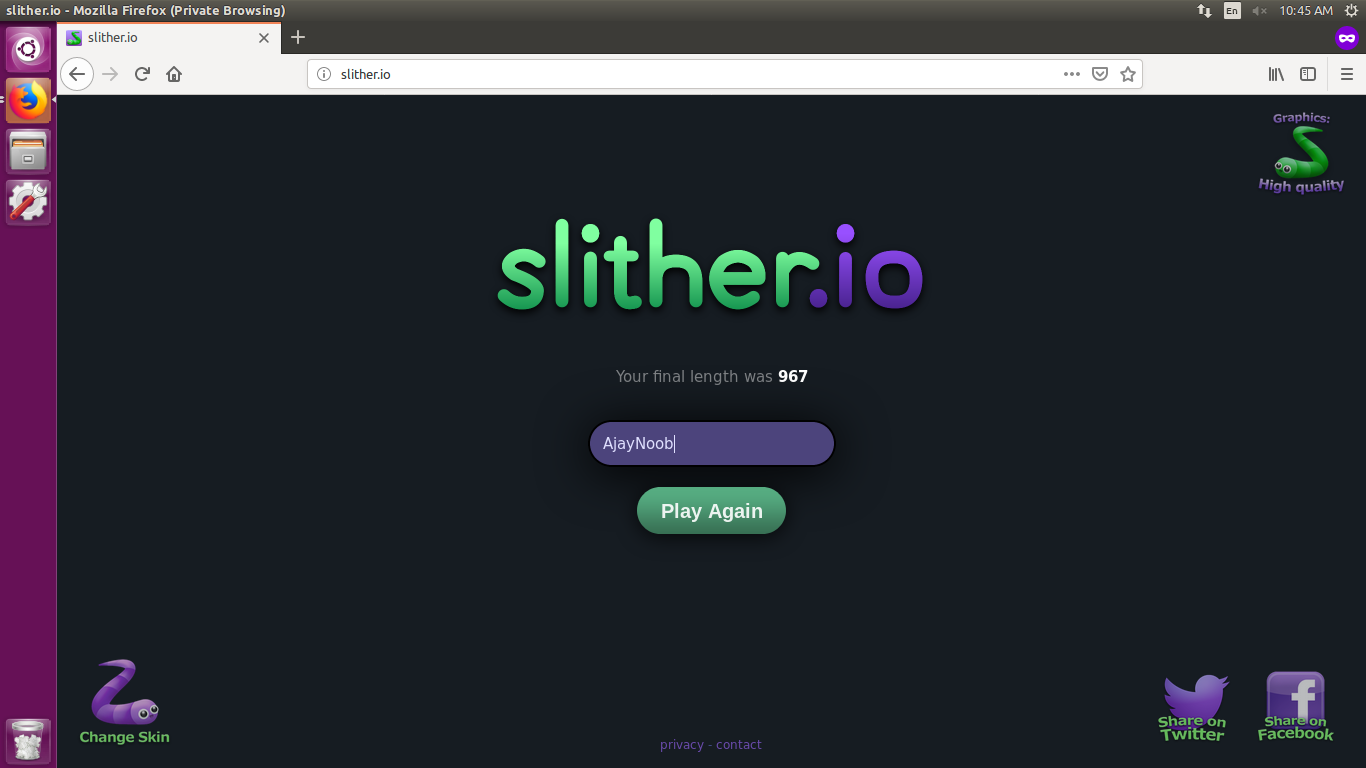 slither.io - Mozilla Firefox (Private Browsing)
En
10:45 AM
slither.io
slither.io
Graphics:
High quality
slither.io
Your final length was 967
AjayNoob
Play Again
Change Skin
privacy - contact
Share on
Twitter
Share on
Facebook